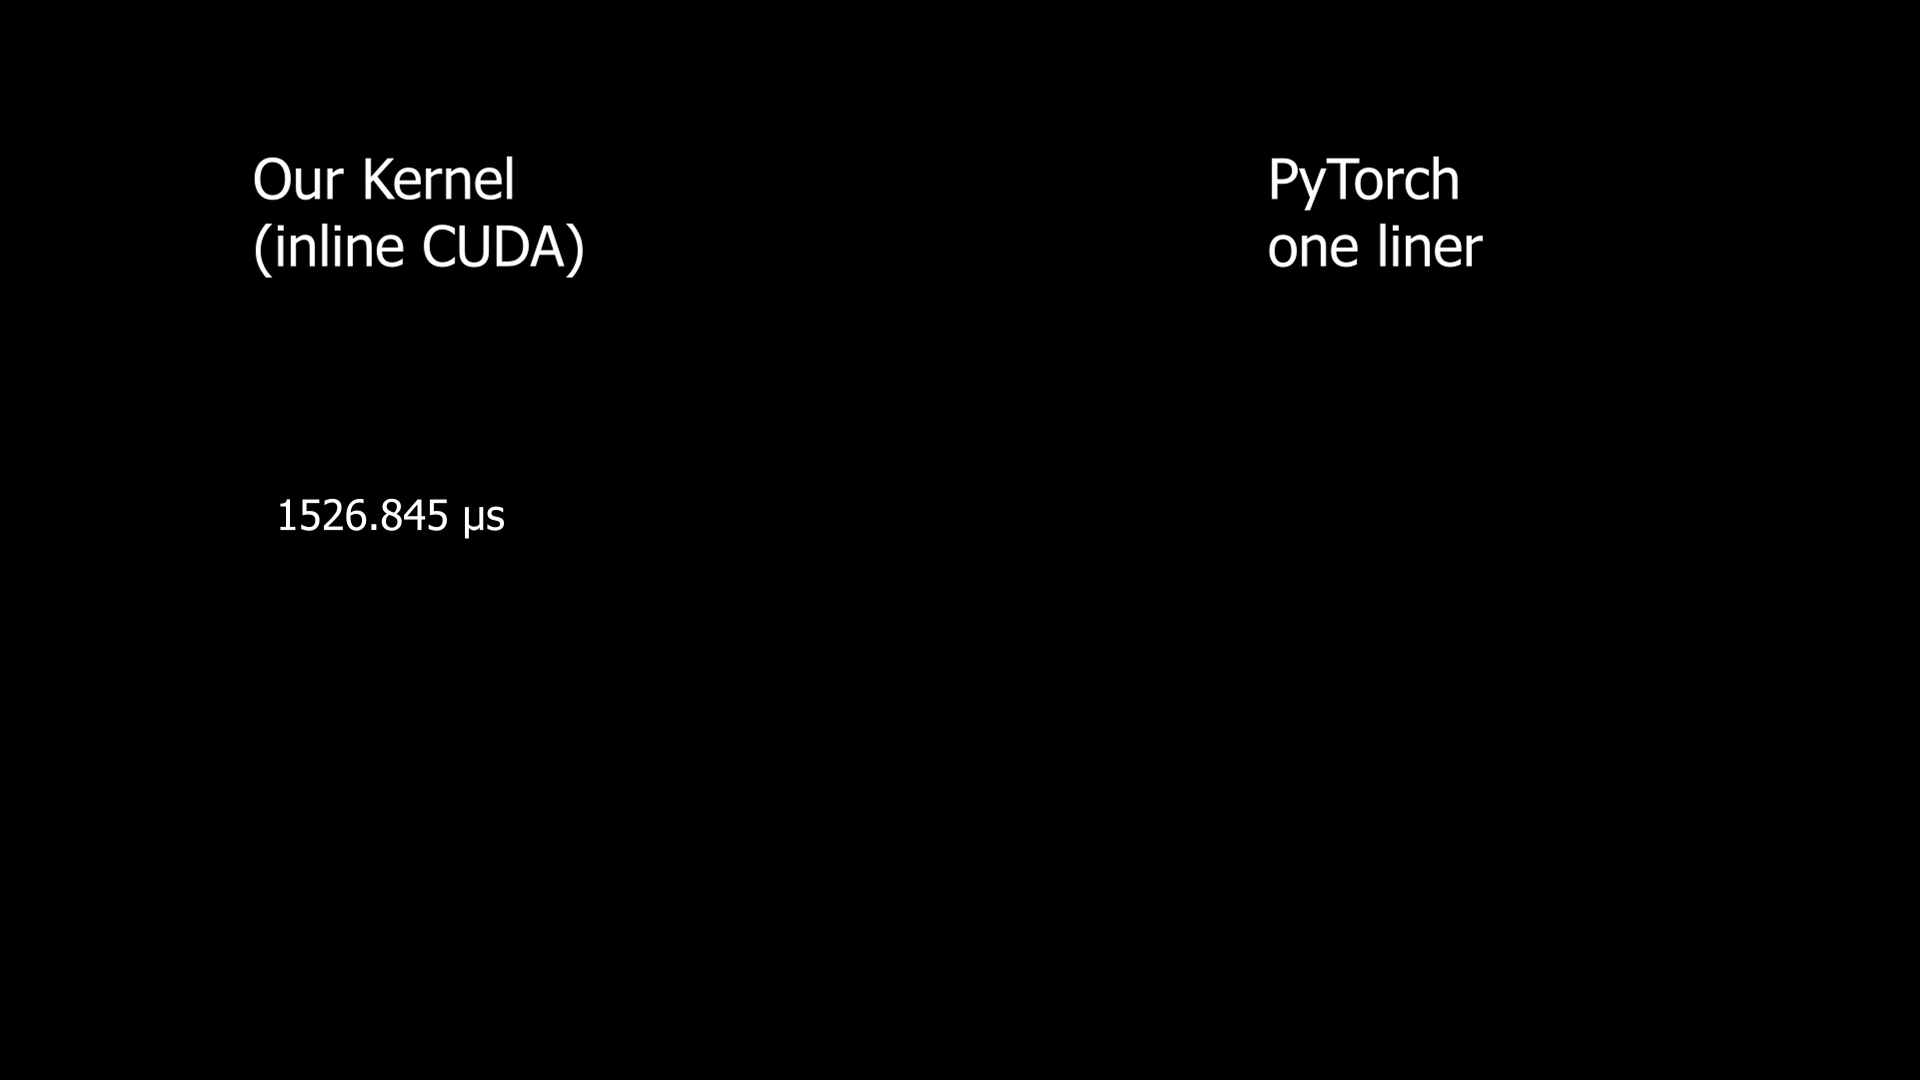 Our Kernel
(inline CUDA)
PyTorch
one liner
1526.845 µs